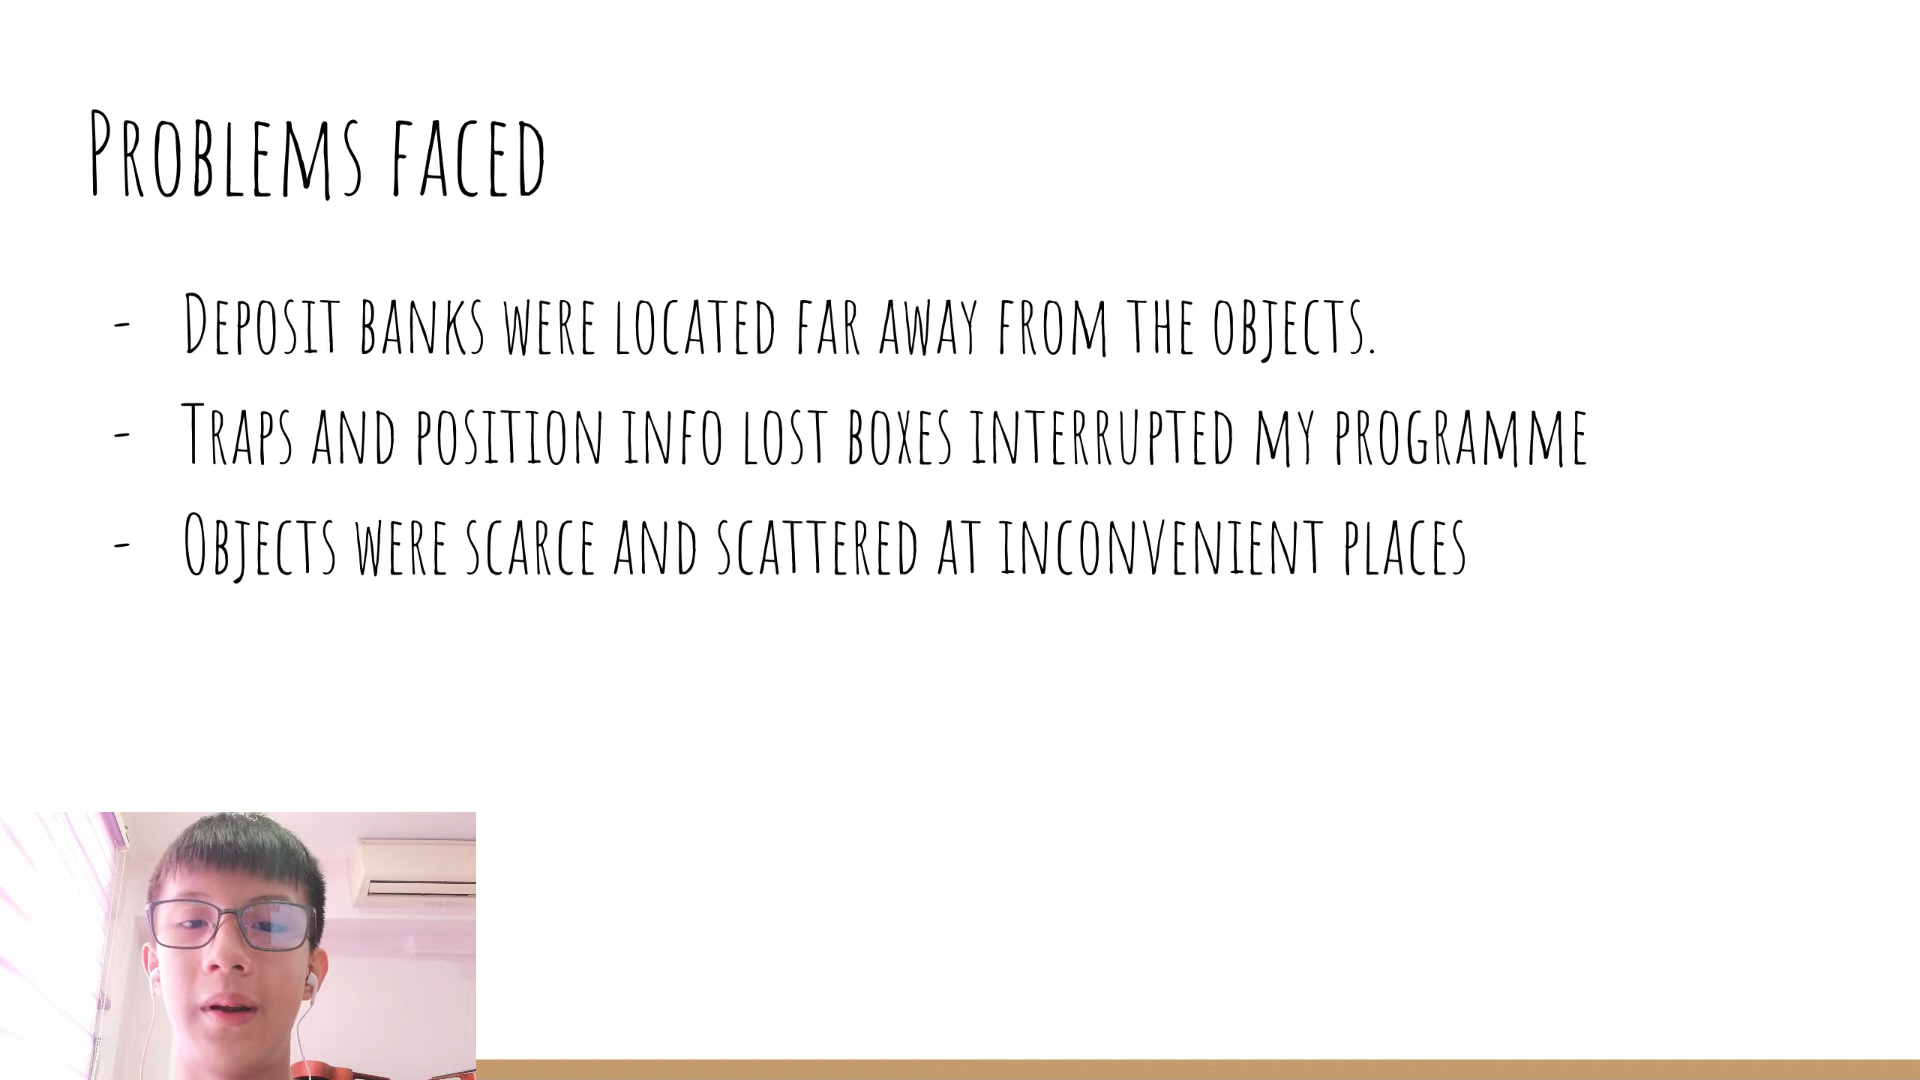 Problems faced
- Deposit banks were located far away from the objects.
- Traps and position info lost boxes interrupted my programme
- Objects were scarce and scattered at inconvenient places